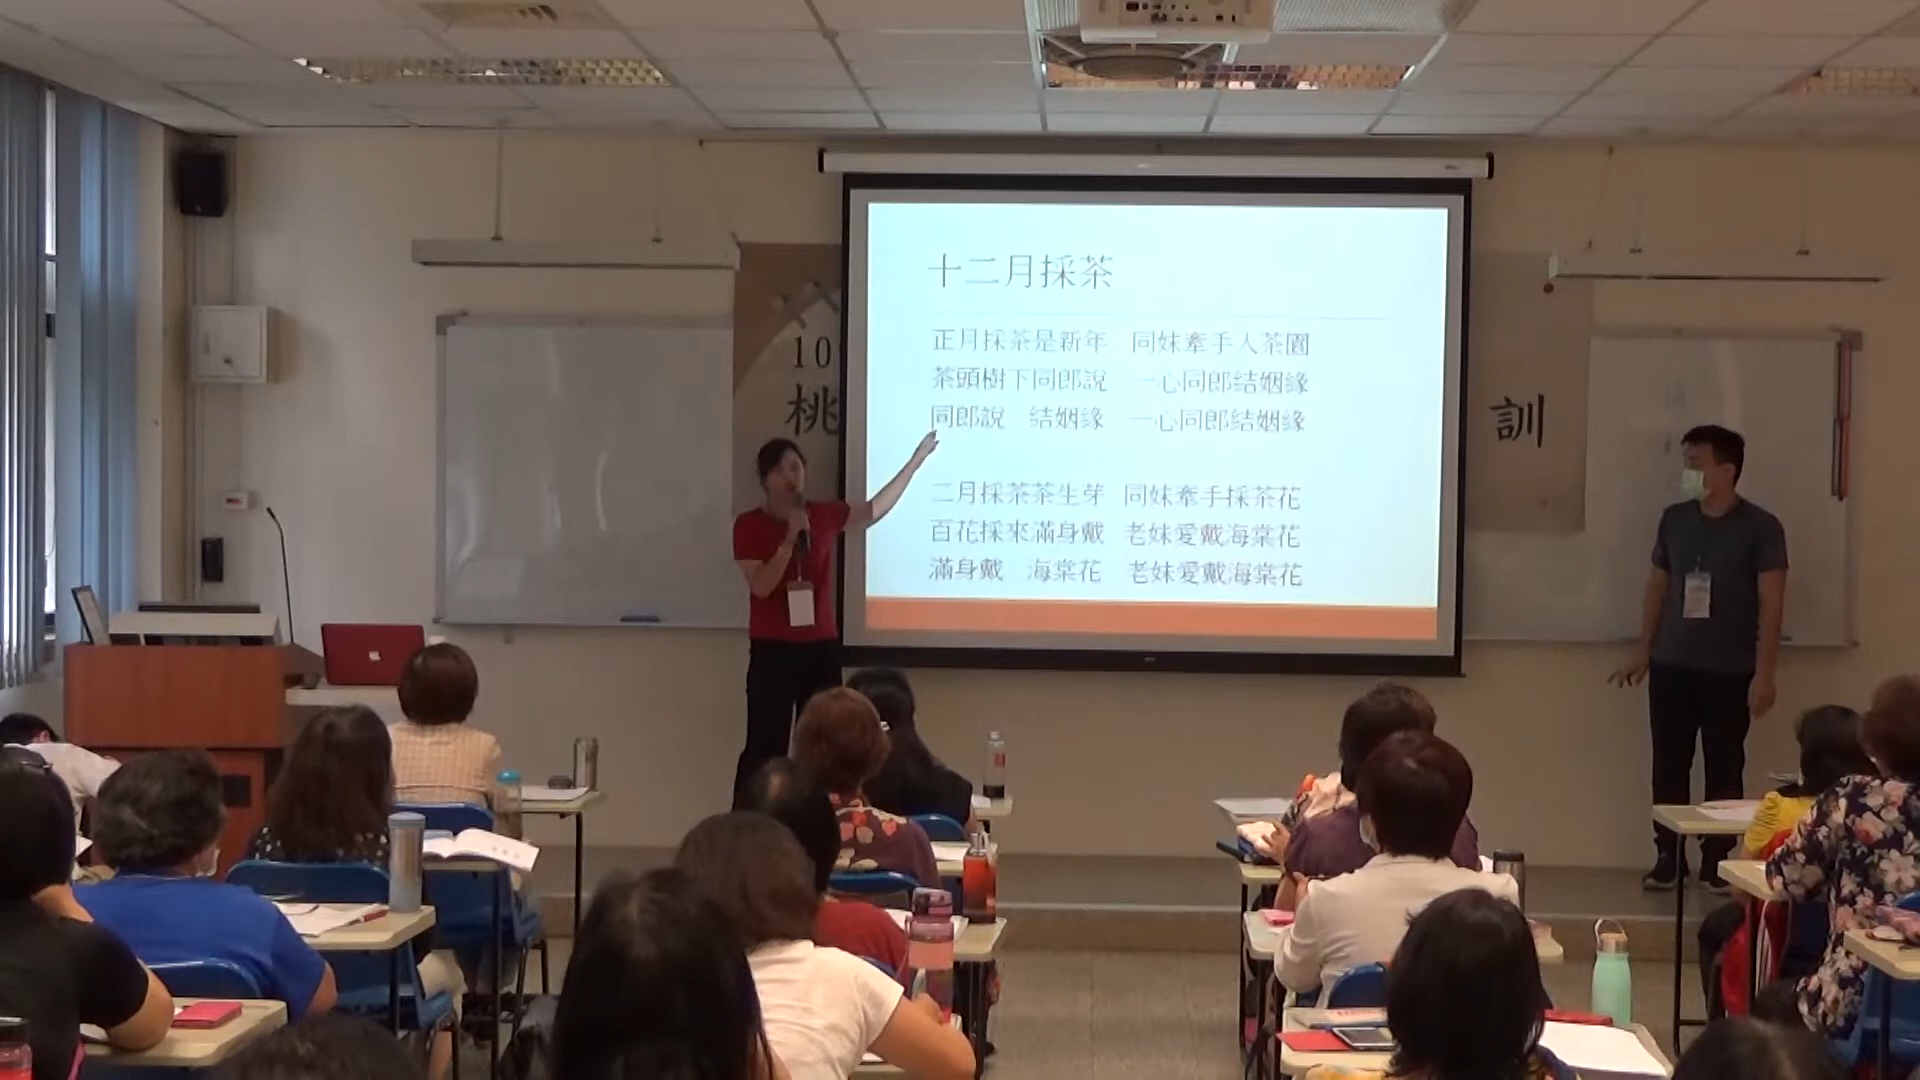 十二月採茶
正月採茶是新年 同妹牽手人茶園
茶頭樹下同郎說 一心同郎结姻緣
同郎說 结姻緣 一心同郎结姻緣
二月採茶茶生芽 同妹牽手採茶花
百花採來滿身戴 老妹愛戴海棠花
滿身戴 海棠花 老妹愛戴海棠花
10
桃
訓